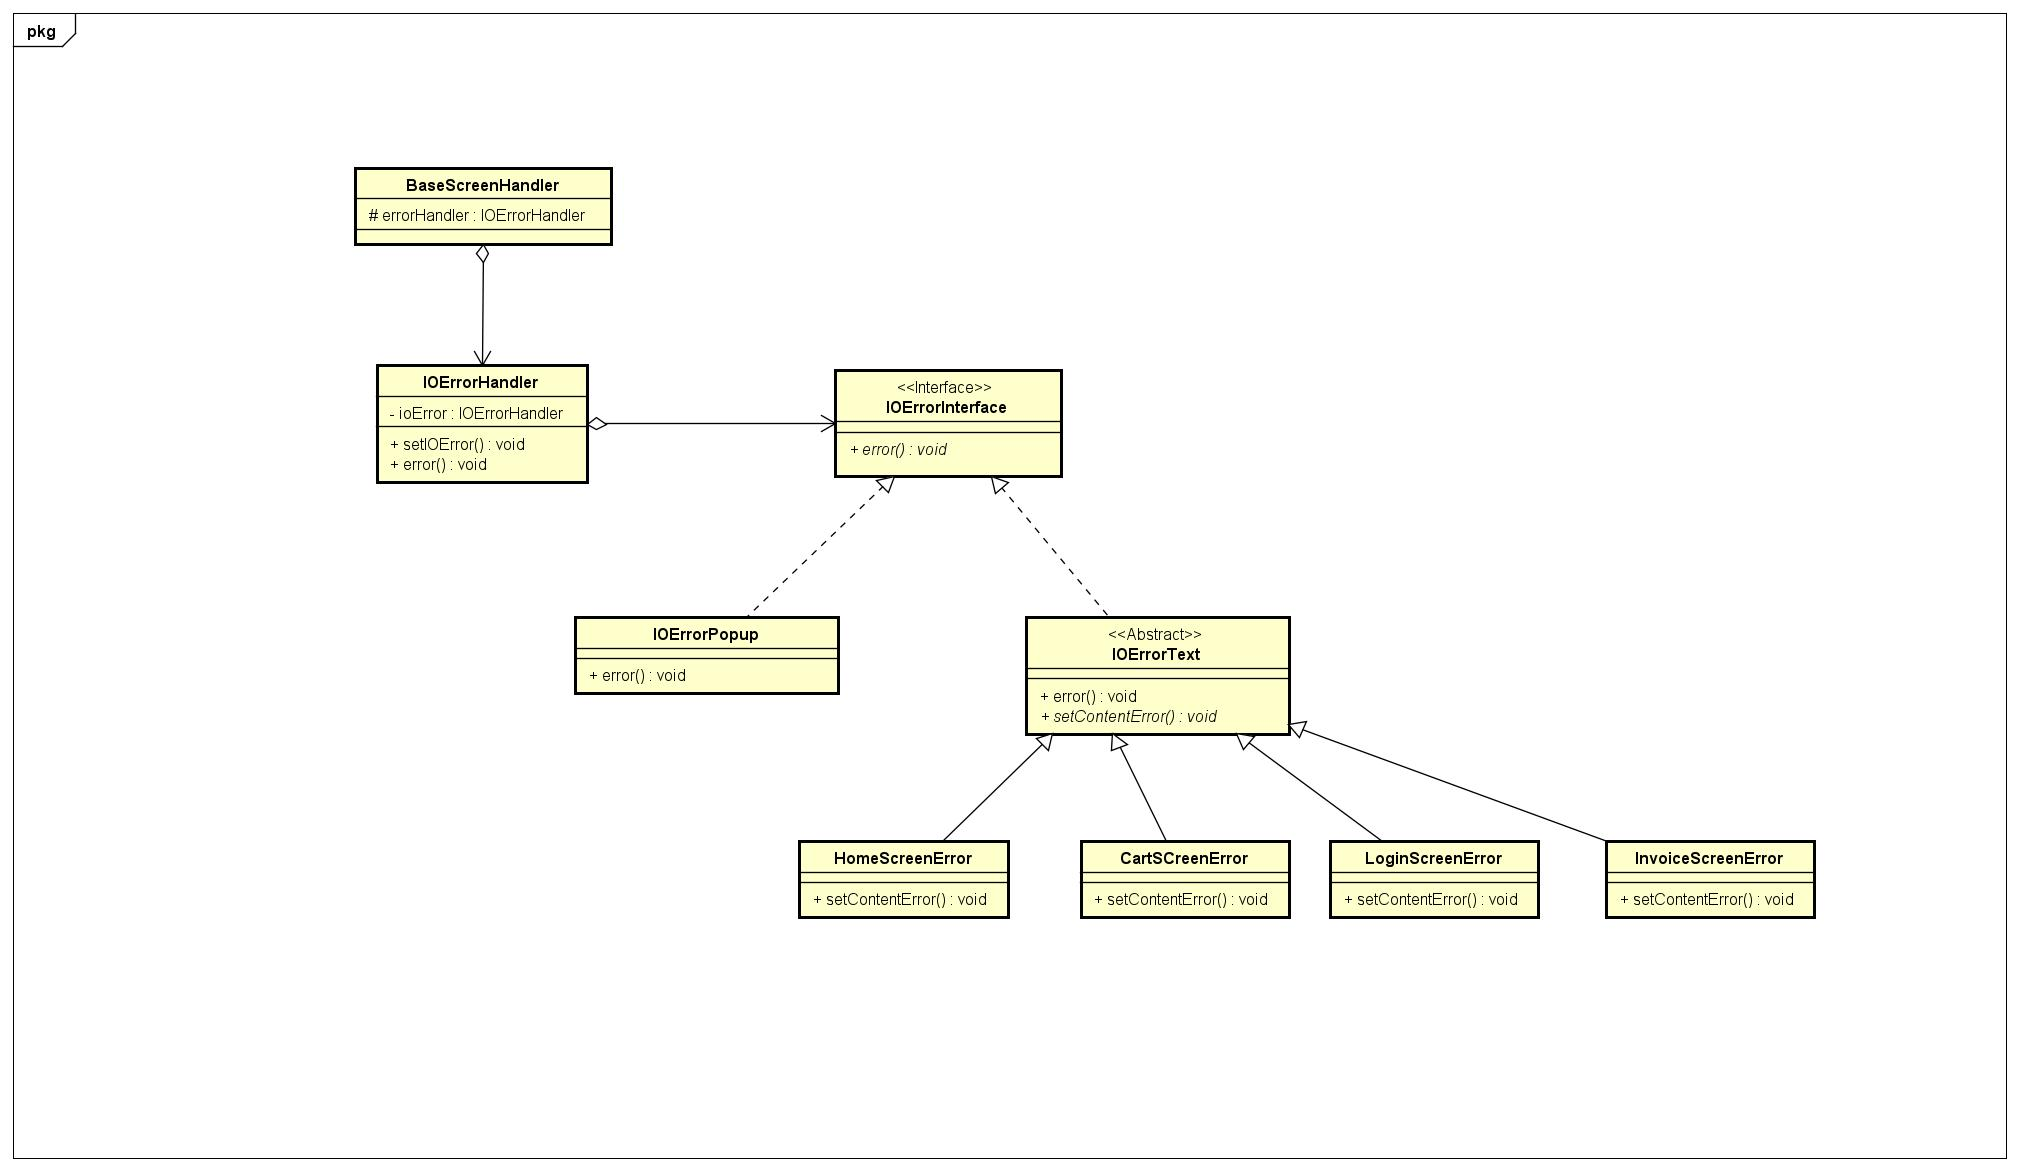 pkg
BaseScreenHandler
# errorHandler : IOErrorHandler
IOErrorHandler
- ioError : IOErrorHandler
+ setIOError() : void
+ error() : void
<<Interface>>
IOErrorInterface
+ error() : void
IOErrorPopup
+ error() : void
<<Abstract>>
IOErrorText
+ error() : void
+ setContentError() : void
HomeScreenError
+ setContentError() : void
CartSCreenError
+ setContentError() : void
LoginScreenError
+ setContentError() : void
InvoiceScreenError
+ setContentError() : void